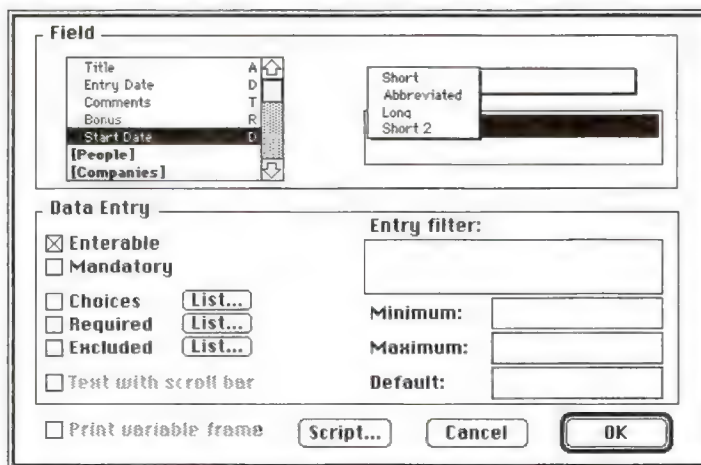 Field
Title A
Entry Date D
Comments T
Bonus R
Start Date D
[People]
[Companies]
Short
Abbreviated
Long
Short 2
Data Entry
Enterable
Mandatory
Choices List...
Required List...
Excluded List...
Text with scroll bar
Entry filter:
Minimum:
Maximum:
Default:
Print variable frame Script... Cancel OK